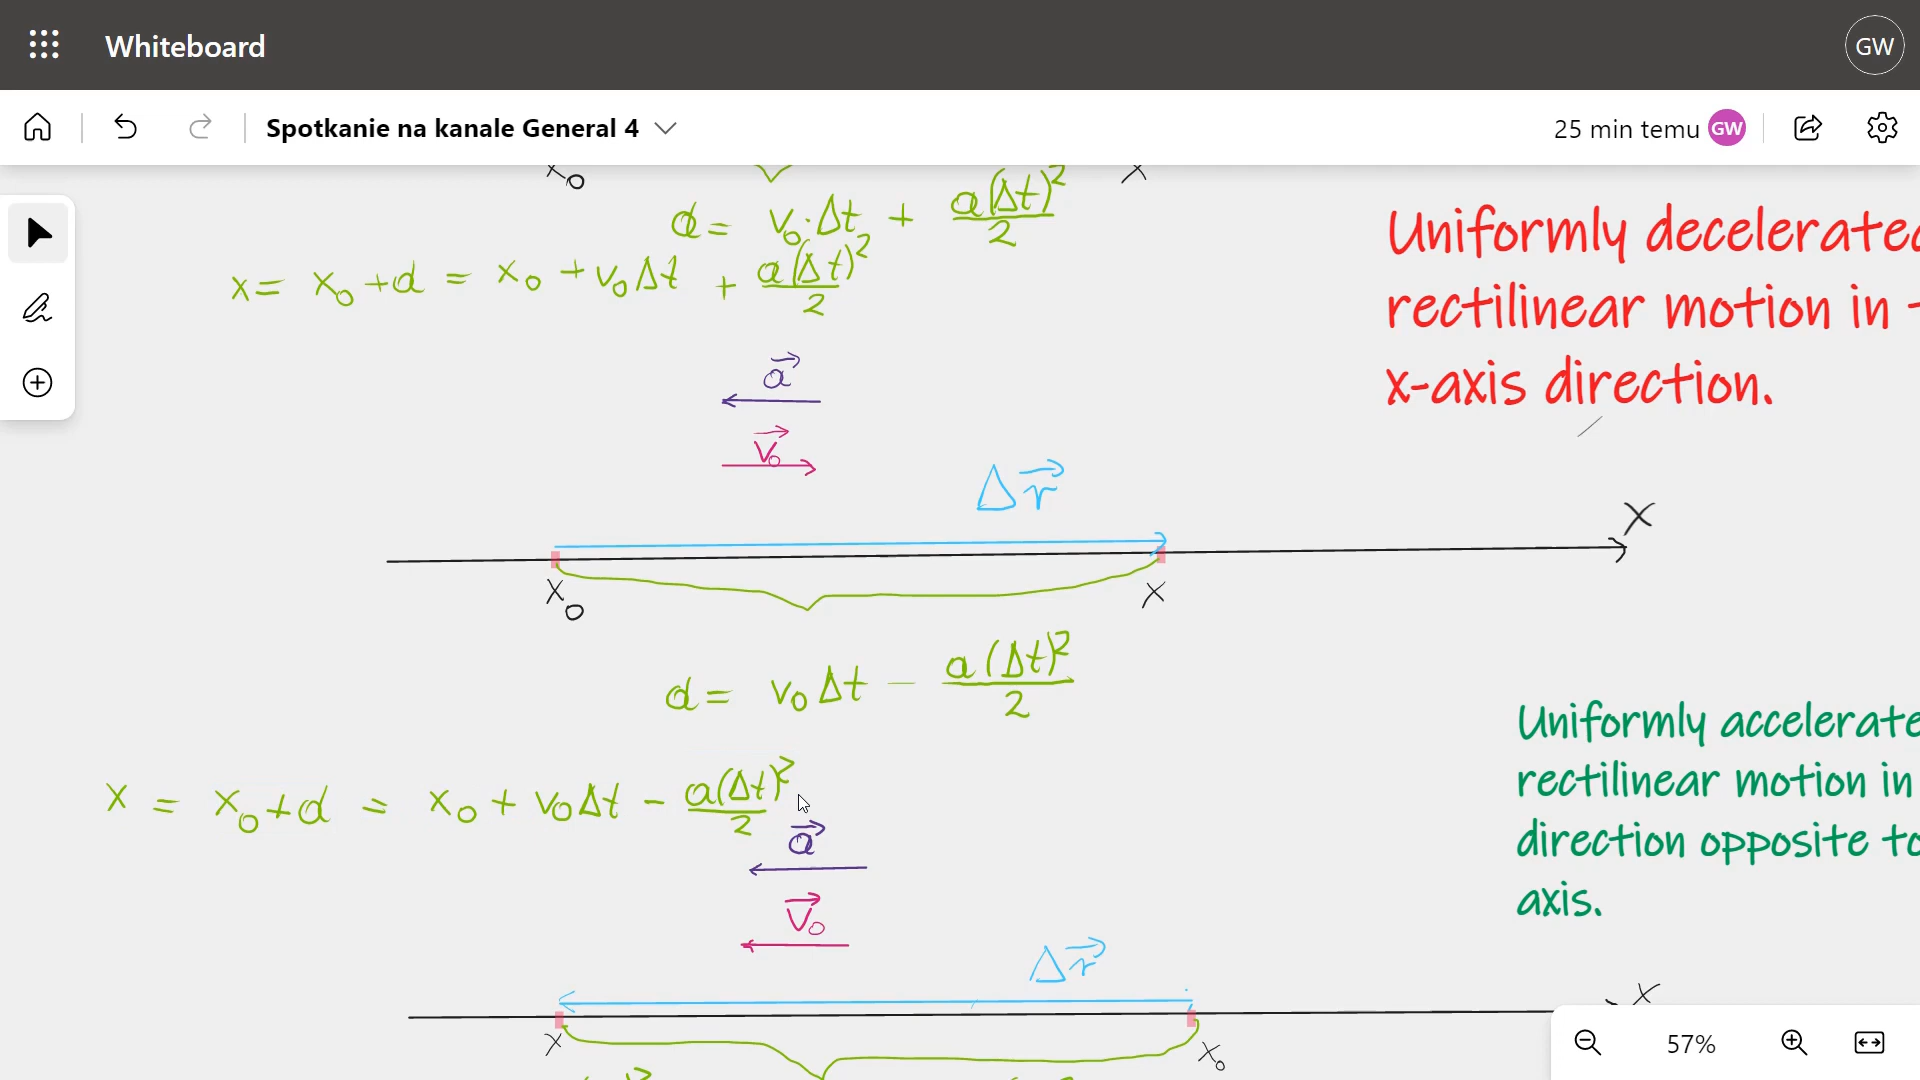 Whiteboard
GW
Spotkanie na kanale General 4
25 min temu GW
x₀
x
d = v₀·Δt + a(Δt)²/2
x = x₀ + d = x₀ + v₀Δt + a(Δt)²/2
Uniformly decelerated
rectilinear motion in
x-axis direction.
a⃗
v⃗₀
Δr⃗
x
x₀
x
d = v₀Δt − a(Δt)²/2
x = x₀ + d = x₀ + v₀Δt − a(Δt)²/2
Uniformly accelerate
rectilinear motion in
direction opposite to
axis.
a⃗
v⃗₀
Δr⃗
x
x
x₀
57%